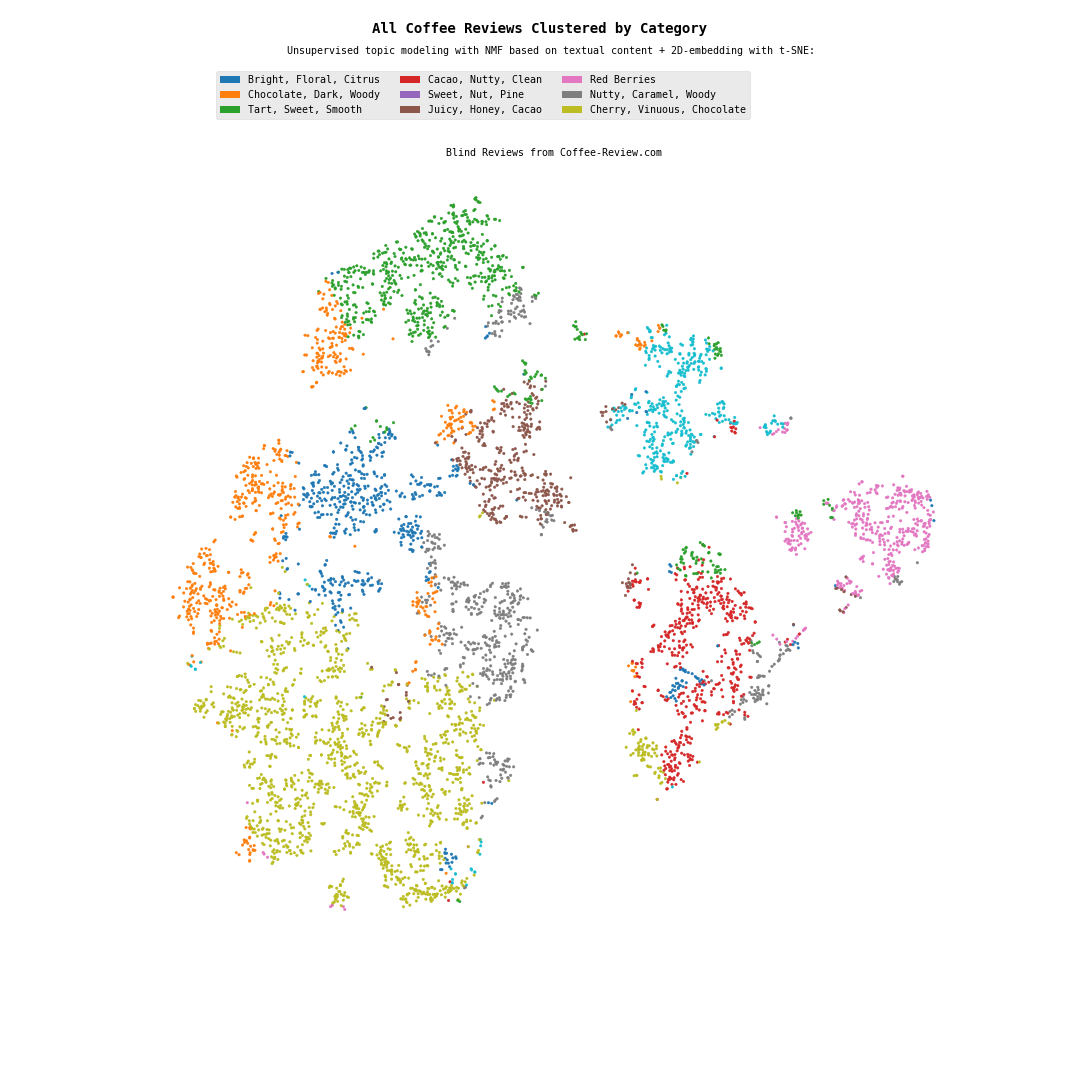 All Coffee Reviews Clustered by Category
Unsupervised topic modeling with NMF based on textual content + 2D-embedding with t-SNE:
Bright, Floral, Citrus
Chocolate, Dark, Woody
Tart, Sweet, Smooth
Cacao, Nutty, Clean
Sweet, Nut, Pine
Juicy, Honey, Cacao
Red Berries
Nutty, Caramel, Woody
Cherry, Vinuous, Chocolate
Blind Reviews from Coffee-Review.com